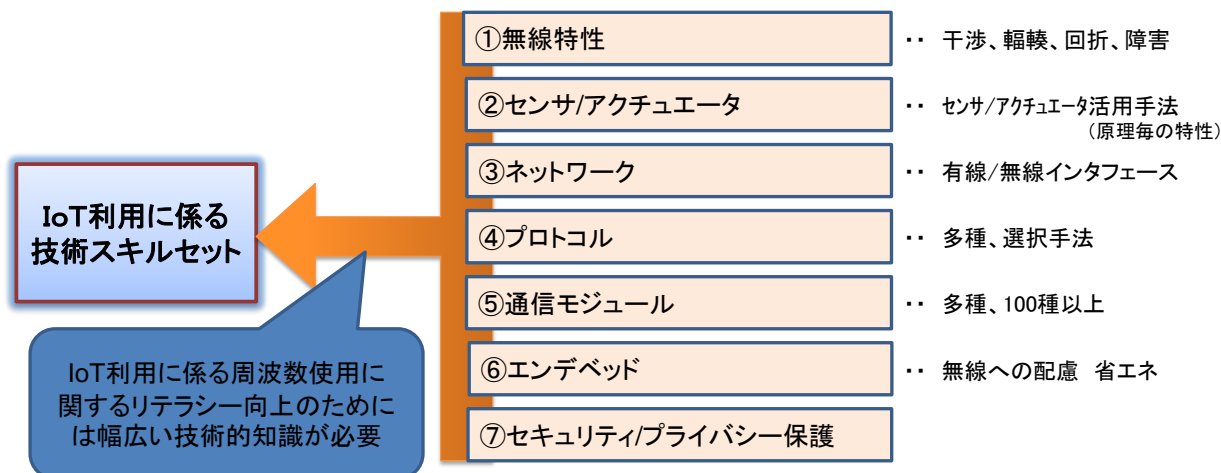 ①無線特性
‥ 干渉、輻輳、回折、障害
②センサ/アクチュエータ
‥ センサ/アクチュエータ活用手法
(原理毎の特性)
③ネットワーク
‥ 有線/無線インタフェース
IoT利用に係る
技術スキルセット
④プロトコル
‥ 多種、選択手法
⑤通信モジュール
‥ 多種、100種以上
⑥エンデベッド
‥ 無線への配慮 省エネ
⑦セキュリティ/プライバシー保護
IoT利用に係る周波数使用に
関するリテラシー向上のために
は幅広い技術的知識が必要